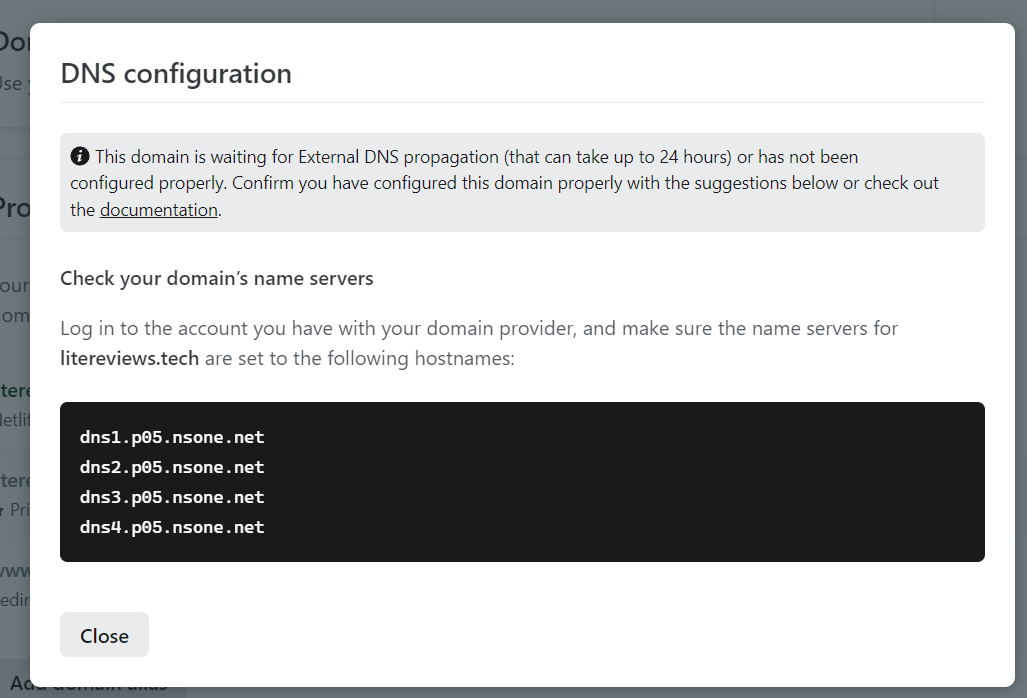 DNS configuration
This domain is waiting for External DNS propagation (that can take up to 24 hours) or has not been
configured properly. Confirm you have configured this domain properly with the suggestions below or check out
the documentation.
Check your domain’s name servers
Log in to the account you have with your domain provider, and make sure the name servers for
litereviews.tech are set to the following hostnames:
dns1.p05.nsone.net
dns2.p05.nsone.net
dns3.p05.nsone.net
dns4.p05.nsone.net
Close